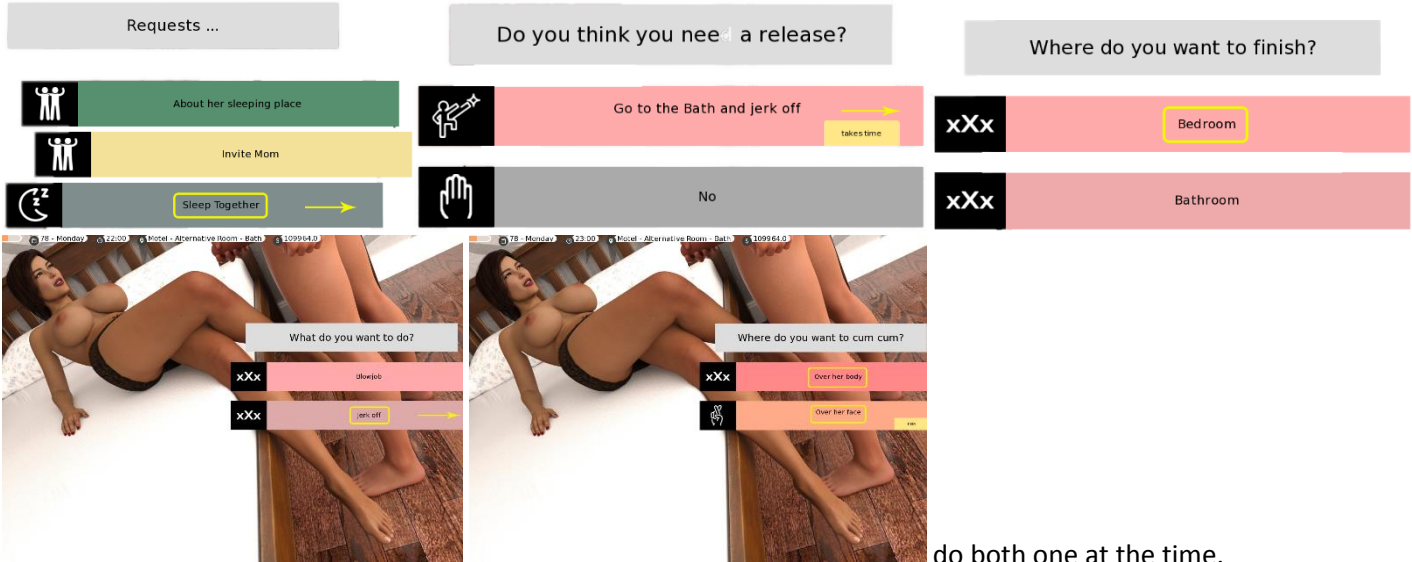 Requests ...
About her sleeping place
Invite Mom
Sleep Together
Do you think you nee a release?
Go to the Bath and jerk off
takes time
No
Where do you want to finish?
xXx
Bedroom
xXx
Bathroom
78 - Monday 22:00 Motel - Alternative Room - Bath 109964.0
What do you want to do?
xXx
Blowjob
xXx
Jerk off
78 - Monday 23:00 Motel - Alternative Room - Bath 109964.0
Where do you want to cum cum?
xXx
Over her body
Over her face
do both one at the time.